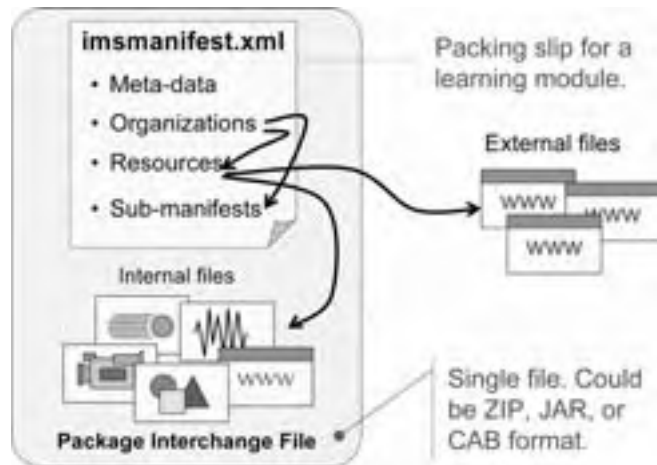 imsmanifest.xml
• Meta-data
• Organizations
• Resources
• Sub-manifests
Packing slip for a
learning module.
External files
www
www
www
Internal files
www
Package Interchange File
Single file. Could
be ZIP, JAR, or
CAB format.